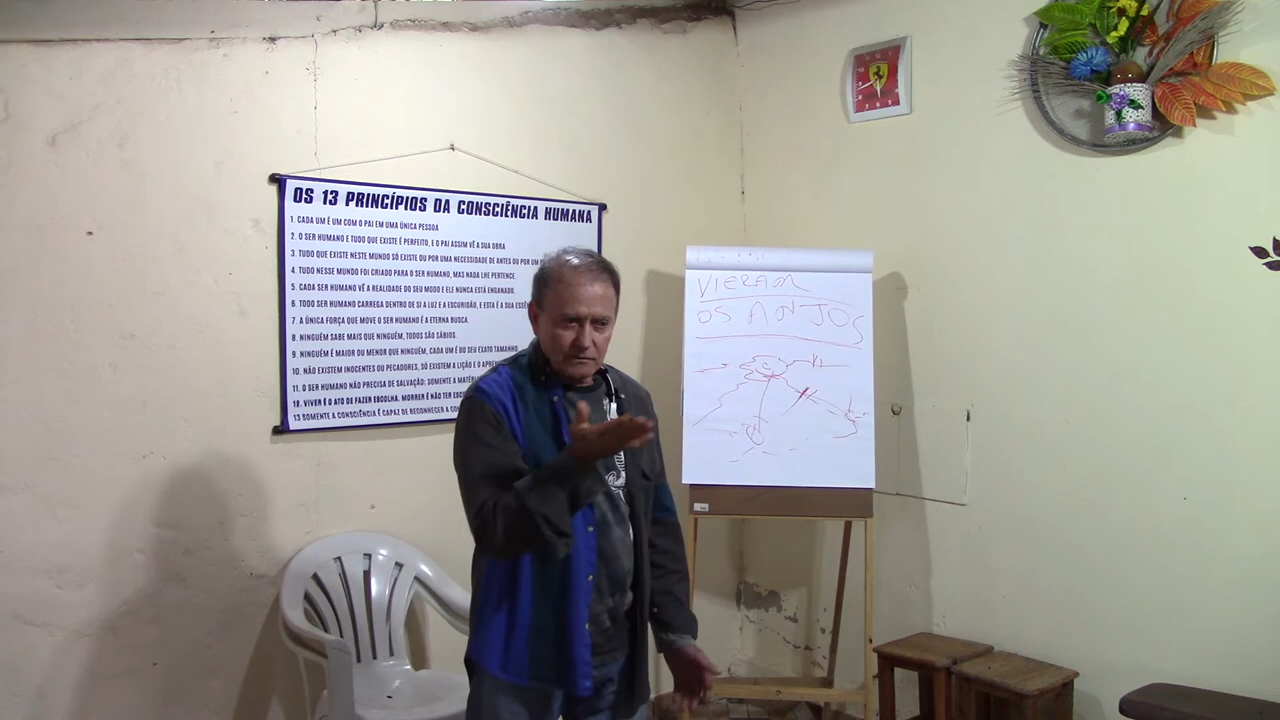 OS 13 PRINCÍPIOS DA CONSCIÊNCIA HUMANA
1. CADA UM É UM COM O PAI EM UMA ÚNICA PESSOA
2. O SER HUMANO E TUDO QUE EXISTE É PERFEITO, E O PAI ASSIM VÊ A SUA OBRA
3. TUDO QUE EXISTE NESTE MUNDO SÓ EXISTE OU POR UMA NECESSIDADE DE ANTES OU POR UM
4. TUDO NESSE MUNDO FOI CRIADO PARA O SER HUMANO, MAS NADA LHE PERTENCE.
5. CADA SER HUMANO VÊ A REALIDADE DO SEU MODO E ELE NUNCA ESTÁ ENGANADO.
6. TODO SER HUMANO CARREGA DENTRO DE SI A LUZ E A ESCURIDÃO, E ESTA É A SUA
7. A ÚNICA FORÇA QUE MOVE O SER HUMANO É A ETERNA BUSCA.
8. NINGUÉM SABE MAIS QUE NINGUÉM, TODOS SÃO SÁBIOS.
9. NINGUÉM É MAIOR OU MENOR QUE NINGUÉM, CADA UM É DO SEU EXATO TAMANHO
10. NÃO EXISTEM INOCENTES OU PECADORES, SÓ EXISTEM A LIÇÃO E O
11. O SER HUMANO NÃO PRECISA DE SALVAÇÃO: SOMENTE A
12. VIVER É O ATO DE FAZER ESCOLHA. MORRER É NÃO TER
13 SOMENTE A CONSCIÊNCIA É CAPAZ DE RECONHECER A
VIERAM
OS ANJOS